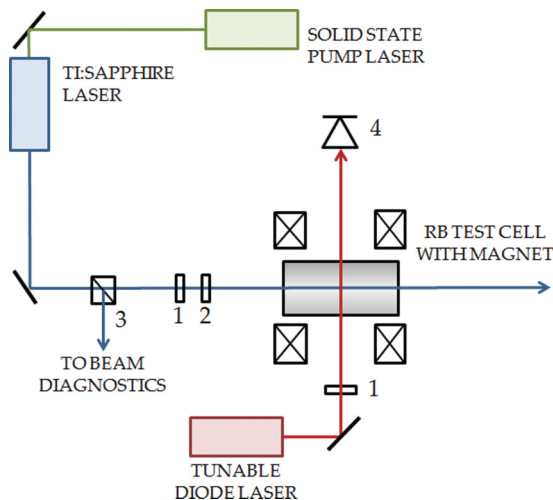 SOLID STATE
PUMP LASER
TI:SAPPHIRE
LASER
4
RB TEST CELL
WITH MAGNET
3
1
2
TO BEAM
DIAGNOSTICS
1
TUNABLE
DIODE LASER